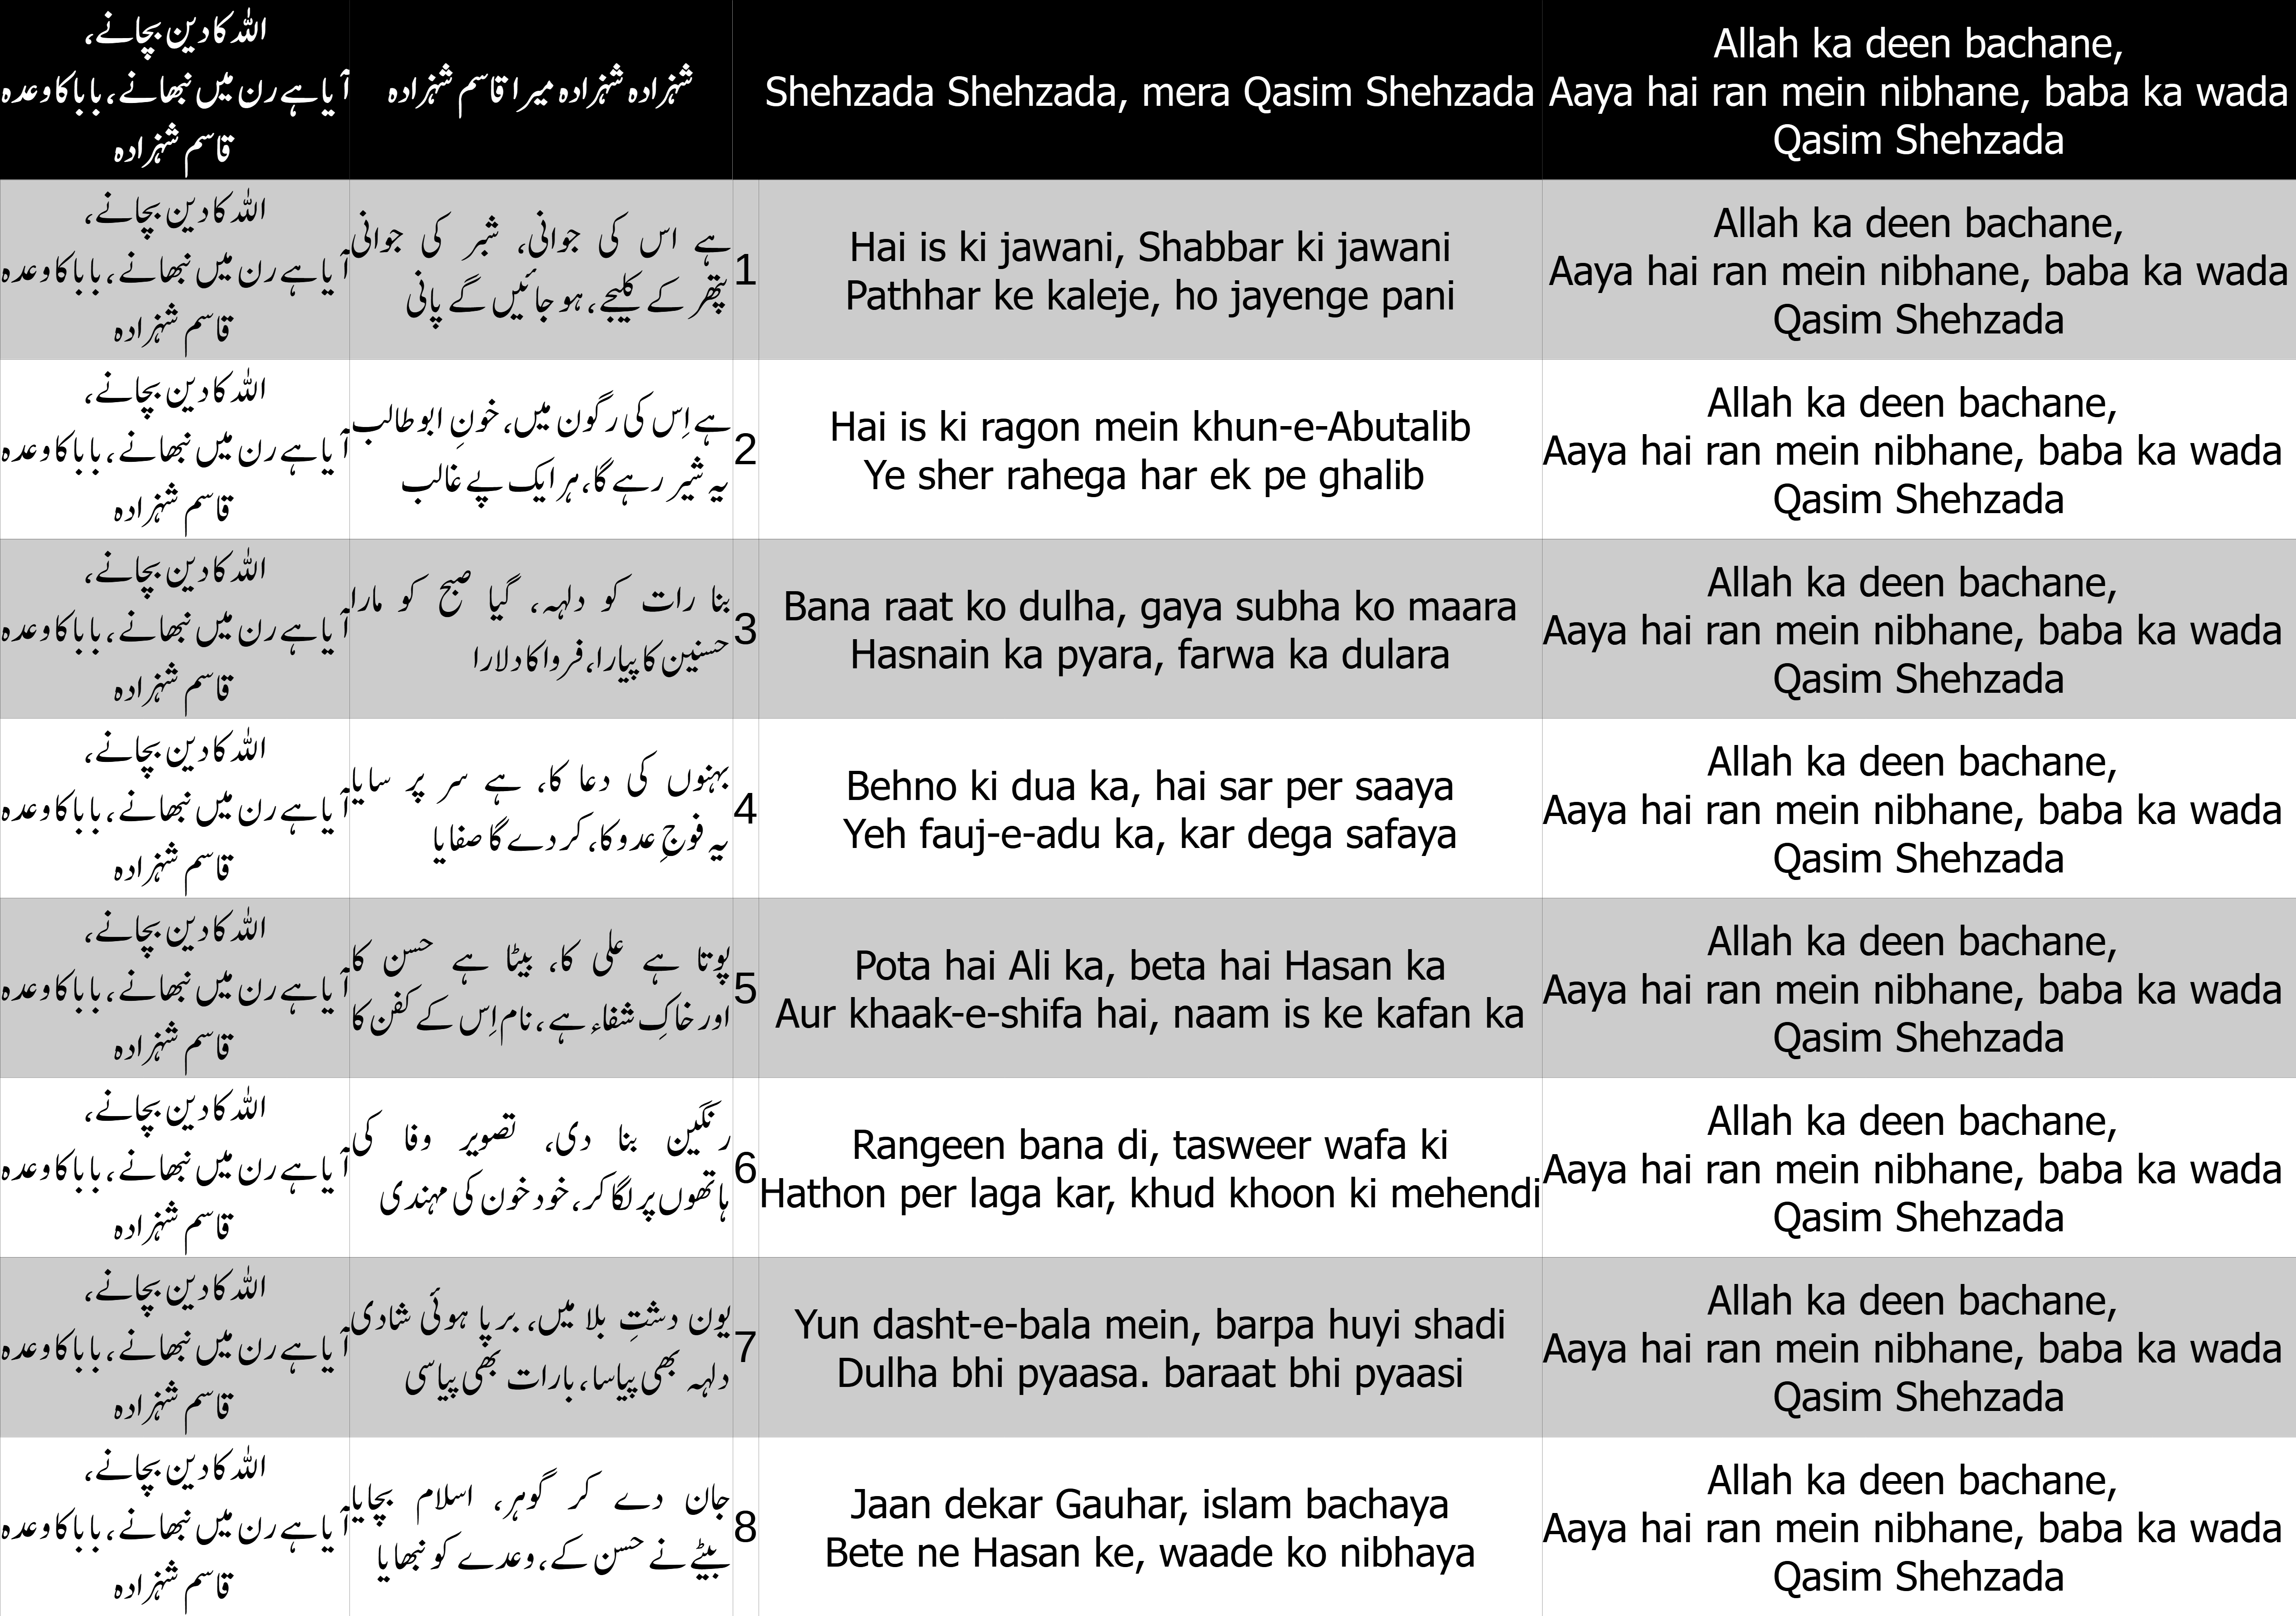 اللہ کا دین بچانے،
آیا ہے رن میں نبھانے، بابا کا وعدہ
قاسم شہزادہ
شہزادہ شہزادہ میرا قاسم شہزادہ
Shehzada Shehzada, mera Qasim Shehzada
Allah ka deen bachane,
Aaya hai ran mein nibhane, baba ka wada
Qasim Shehzada
اللہ کا دین بچانے،
آیا ہے رن میں نبھانے، بابا کا وعدہ
قاسم شہزادہ
ہے اس کی جوانی، شبر کی جوانی
پتھر کے کلیجے، ہو جائیں گے پانی
1
Hai is ki jawani, Shabbar ki jawani
Pathhar ke kaleje, ho jayenge pani
Allah ka deen bachane,
Aaya hai ran mein nibhane, baba ka wada
Qasim Shehzada
اللہ کا دین بچانے،
آیا ہے رن میں نبھانے، بابا کا وعدہ
قاسم شہزادہ
ہے اِس کی رگون میں، خونِ ابو طالب
یہ شیر رہے گا، ہر ایک پے غالب
2
Hai is ki ragon mein khun-e-Abutalib
Ye sher rahega har ek pe ghalib
Allah ka deen bachane,
Aaya hai ran mein nibhane, baba ka wada
Qasim Shehzada
اللہ کا دین بچانے،
آیا ہے رن میں نبھانے، بابا کا وعدہ
قاسم شہزادہ
بنا رات کو دلہہ، گیا صبح کو مارا
حسنین کا پیارا، فروا کا دلارا
3
Bana raat ko dulha, gaya subha ko maara
Hasnain ka pyara, farwa ka dulara
Allah ka deen bachane,
Aaya hai ran mein nibhane, baba ka wada
Qasim Shehzada
اللہ کا دین بچانے،
آیا ہے رن میں نبھانے، بابا کا وعدہ
قاسم شہزادہ
بہنوں کی دعا کا، ہے سر پر سایا
یہ فوجِ عدو کا، کر دے گا صفایا
4
Behno ki dua ka, hai sar per saaya
Yeh fauj-e-adu ka, kar dega safaya
Allah ka deen bachane,
Aaya hai ran mein nibhane, baba ka wada
Qasim Shehzada
اللہ کا دین بچانے،
آیا ہے رن میں نبھانے، بابا کا وعدہ
قاسم شہزادہ
پوتا ہے علی کا، بیٹا ہے حسن کا
اور خاکِ شفاء ہے، نام اِس کے کفن کا
5
Pota hai Ali ka, beta hai Hasan ka
Aur khaak-e-shifa hai, naam is ke kafan ka
Allah ka deen bachane,
Aaya hai ran mein nibhane, baba ka wada
Qasim Shehzada
اللہ کا دین بچانے،
آیا ہے رن میں نبھانے، بابا کا وعدہ
قاسم شہزادہ
رنگین بنا دی، تصویر وفا کی
ہاتھوں پر لگا کر، خود خون کی مہندی
6
Rangeen bana di, tasweer wafa ki
Hathon per laga kar, khud khoon ki mehendi
Allah ka deen bachane,
Aaya hai ran mein nibhane, baba ka wada
Qasim Shehzada
اللہ کا دین بچانے،
آیا ہے رن میں نبھانے، بابا کا وعدہ
قاسم شہزادہ
یون دشتِ بلا میں، برپا ہوئی شادی
دلہہ بھی پیاسا، بارات بھی پیاسی
7
Yun dasht-e-bala mein, barpa huyi shadi
Dulha bhi pyaasa. baraat bhi pyaasi
Allah ka deen bachane,
Aaya hai ran mein nibhane, baba ka wada
Qasim Shehzada
اللہ کا دین بچانے،
آیا ہے رن میں نبھانے، بابا کا وعدہ
قاسم شہزادہ
جان دے کر گوہر، اسلام بچایا
بیٹے نے حسن کے، وعدے کو نبھایا
8
Jaan dekar Gauhar, islam bachaya
Bete ne Hasan ke, waade ko nibhaya
Allah ka deen bachane,
Aaya hai ran mein nibhane, baba ka wada
Qasim Shehzada